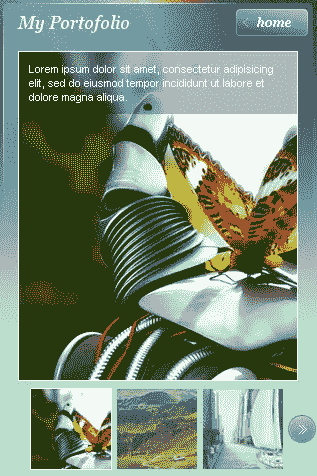 My Portofolio
home
Lorem ipsum dolor sit amet, consectetur adipisicing
elit, sed do eiusmod tempor incididunt ut labore et
dolore magna aliqua.